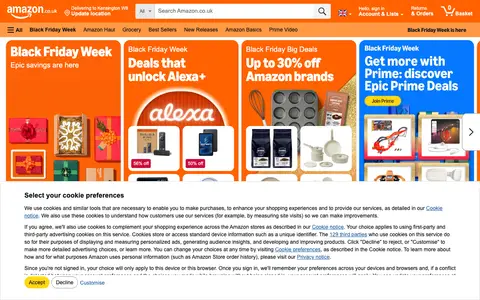 amazon.co.uk
Delivering to Kensington W8
Update location
All
Search Amazon.co.uk
EN
Hello, sign in
Account & Lists
Returns
& Orders
0
Basket
All
Black Friday Week
Amazon Haul
Grocery
Best Sellers
New Releases
Amazon Basics
Prime Video
Black Friday Week is here
Black Friday Week
Epic savings are here
Black Friday Week
Deals that
unlock Alexa+
alexa
56% off
50% off
Black Friday Big Deals
Up to 30% off
Amazon brands
Black Friday Week
Get more with
Prime: discover
Epic Prime Deals
Join Prime
Select your cookie preferences
We use cookies and similar tools that are necessary to enable you to make purchases, to enhance your shopping experiences and to provide our services, as detailed in our Cookie
notice. We also use these cookies to understand how customers use our services (for example, by measuring site visits) so we can make improvements.
If you agree, we'll also use cookies to complement your shopping experience across the Amazon stores as described in our Cookie notice. Your choice applies to using first-party and
third-party advertising cookies on this service. Cookies store or access standard device information such as a unique identifier. The 129 third parties who use cookies on this service do
so for their purposes of displaying and measuring personalized ads, generating audience insights, and developing and improving products. Click "Decline" to reject, or "Customise" to
make more detailed advertising choices, or learn more. You can change your choices at any time by visiting Cookie preferences, as described in the Cookie notice. To learn more about
how and for what purposes Amazon uses personal information (such as Amazon Store order history), please visit our Privacy notice.
Since you're not signed in, your choice will only apply to this device or this browser. Once you sign in, we'll remember your preferences across your devices and browsers and, if a conflict
Accept
Decline
Customise